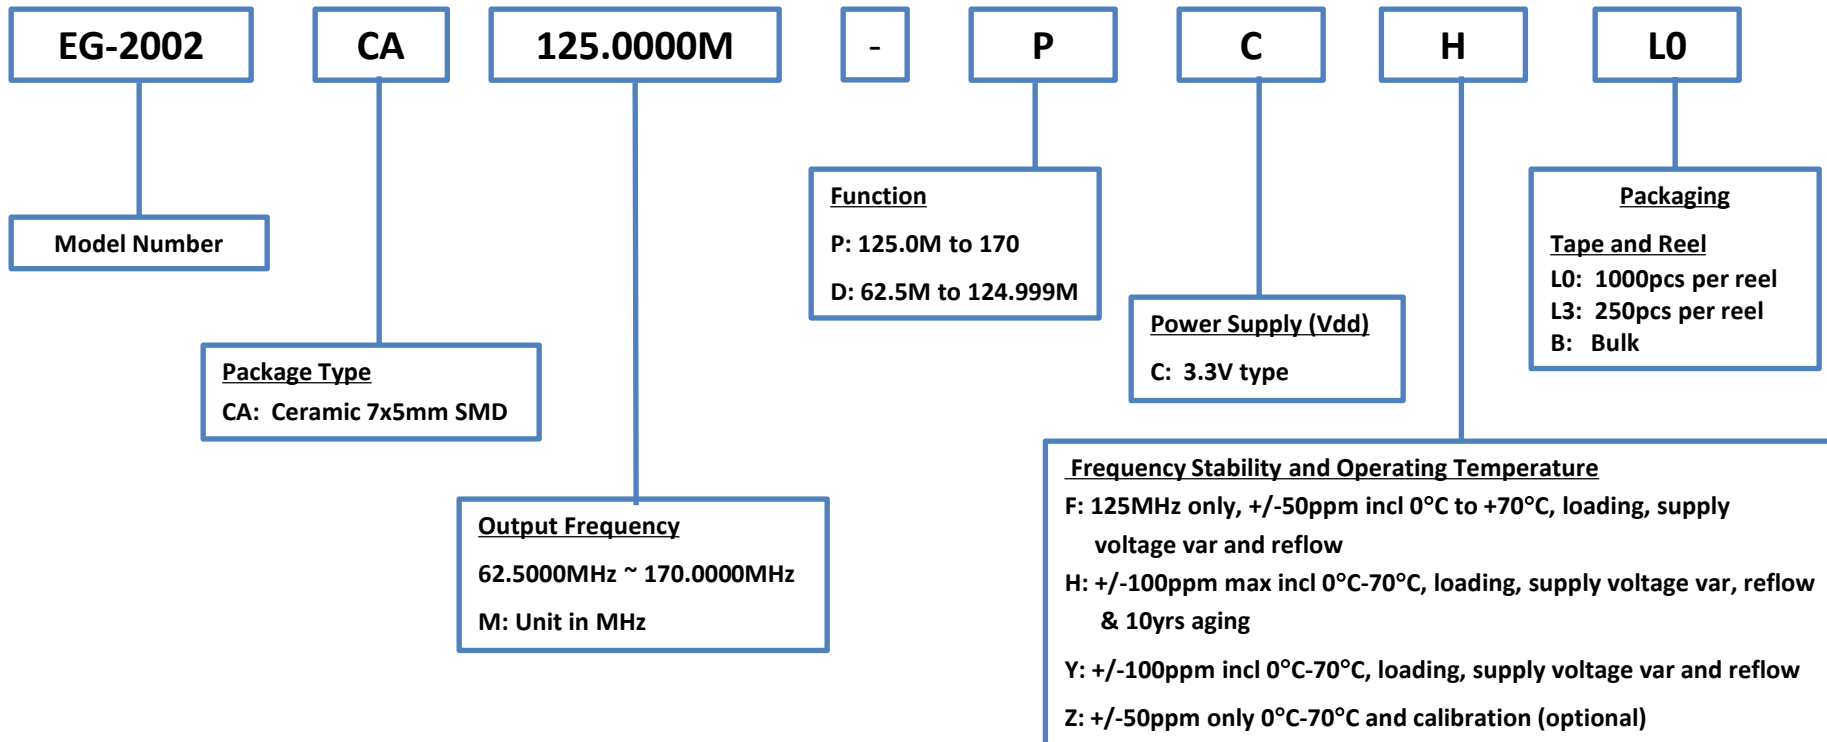 EG-2002
CA
125.0000M
-
P
C
H
L0
Model Number
Package Type
CA: Ceramic 7x5mm SMD
Output Frequency
62.5000MHz ~ 170.0000MHz
M: Unit in MHz
Function
P: 125.0M to 170
D: 62.5M to 124.999M
Power Supply (Vdd)
C: 3.3V type
Frequency Stability and Operating Temperature
F: 125MHz only, +/-50ppm incl 0°C to +70°C, loading, supply
voltage var and reflow
H: +/-100ppm max incl 0°C-70°C, loading, supply voltage var, reflow
& 10yrs aging
Y: +/-100ppm incl 0°C-70°C, loading, supply voltage var and reflow
Z: +/-50ppm only 0°C-70°C and calibration (optional)
Packaging
Tape and Reel
L0: 1000pcs per reel
L3: 250pcs per reel
B: Bulk